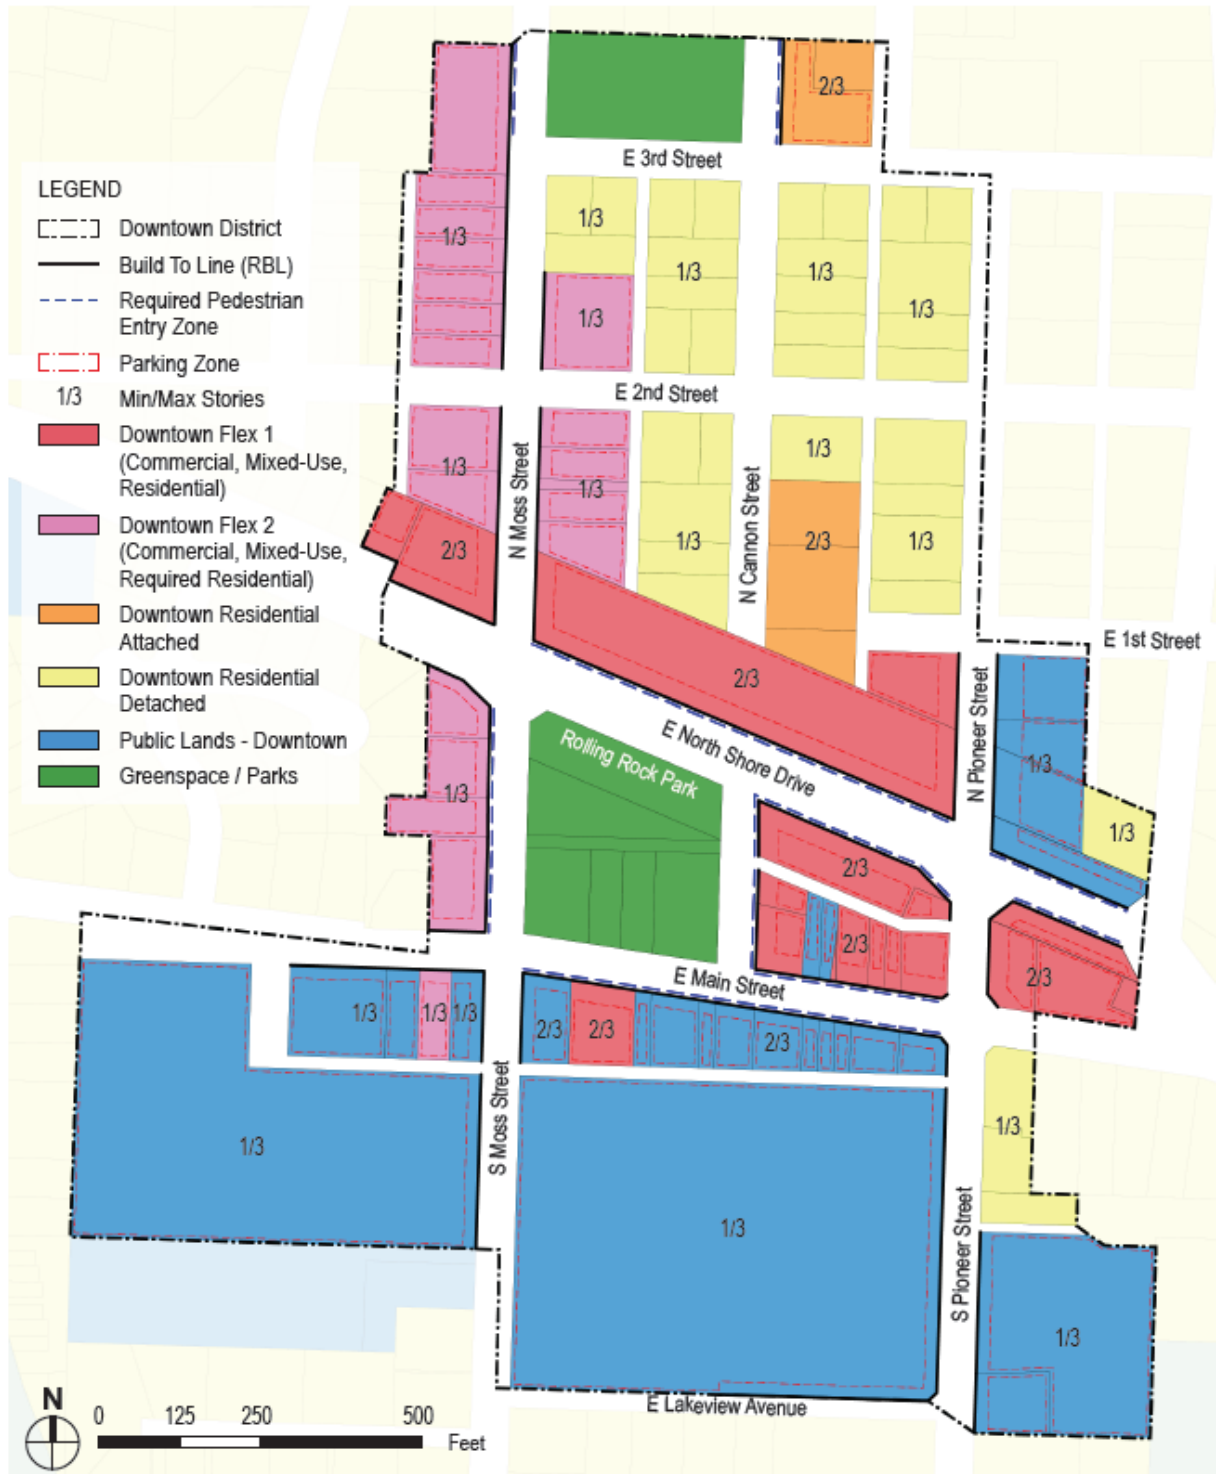 2/3
E 3rd Street
LEGEND
Downtown District
Build To Line (RBL)
Required Pedestrian
Entry Zone
Parking Zone
1/3 Min/Max Stories
Downtown Flex 1
(Commercial, Mixed-Use,
Residential)
Downtown Flex 2
(Commercial, Mixed-Use,
Required Residential)
Downtown Residential
Attached
Downtown Residential
Detached
Public Lands - Downtown
Greenspace / Parks
1/3
1/3
1/3
1/3
1/3
1/3
E 2nd Street
1/3
1/3
1/3
N Moss Street
N Cannon Street
2/3
1/3
2/3
1/3
E 1st Street
2/3
N Pioneer Street
E North Shore Drive
Rolling Rock Park
1/3
1/3
1/3
2/3
2/3
2/3
E Main Street
1/3
1/3
1/3
2/3
2/3
2/3
S Moss Street
1/3
1/3
1/3
S Pioneer Street
1/3
E Lakeview Avenue
N
0 125 250 500
Feet